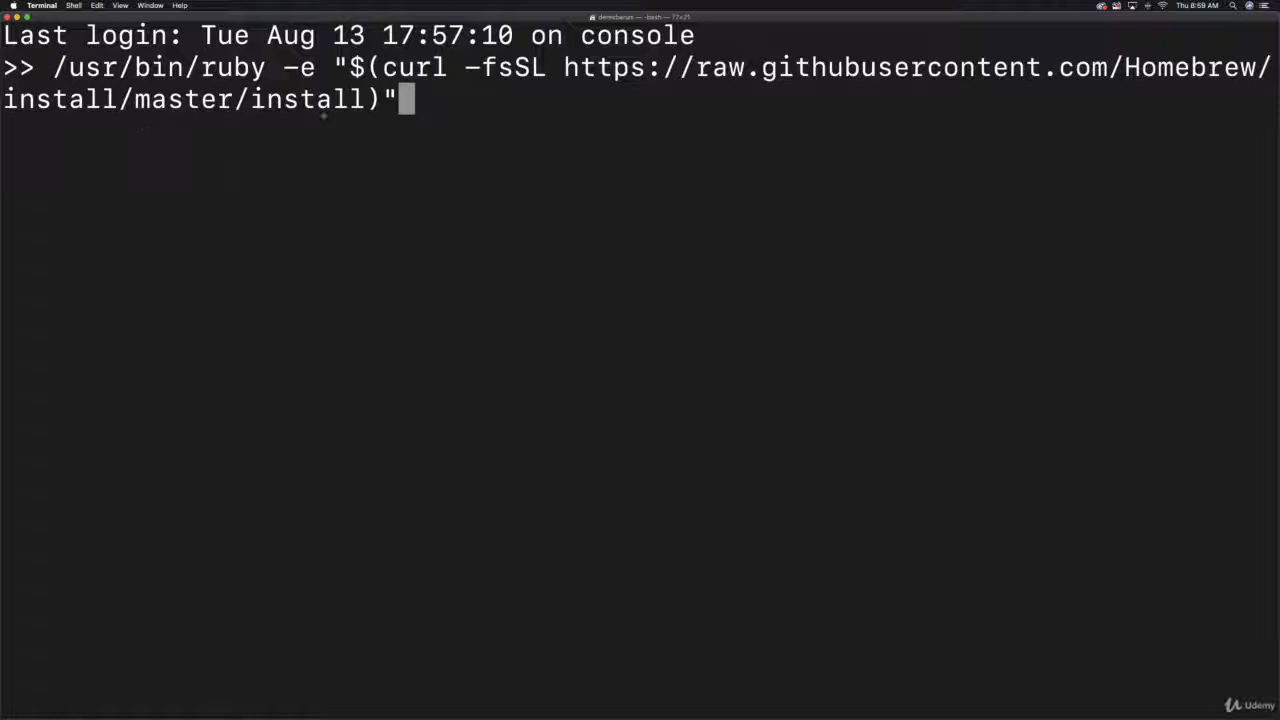 Terminal Shell Edit View Window Help Thu 8:59 AM
Last login: Tue Aug 13 17:57:10 on console
>> /usr/bin/ruby -e "$(curl -fsSL https://raw.githubusercontent.com/Homebrew/
install/master/install)"
Udemy